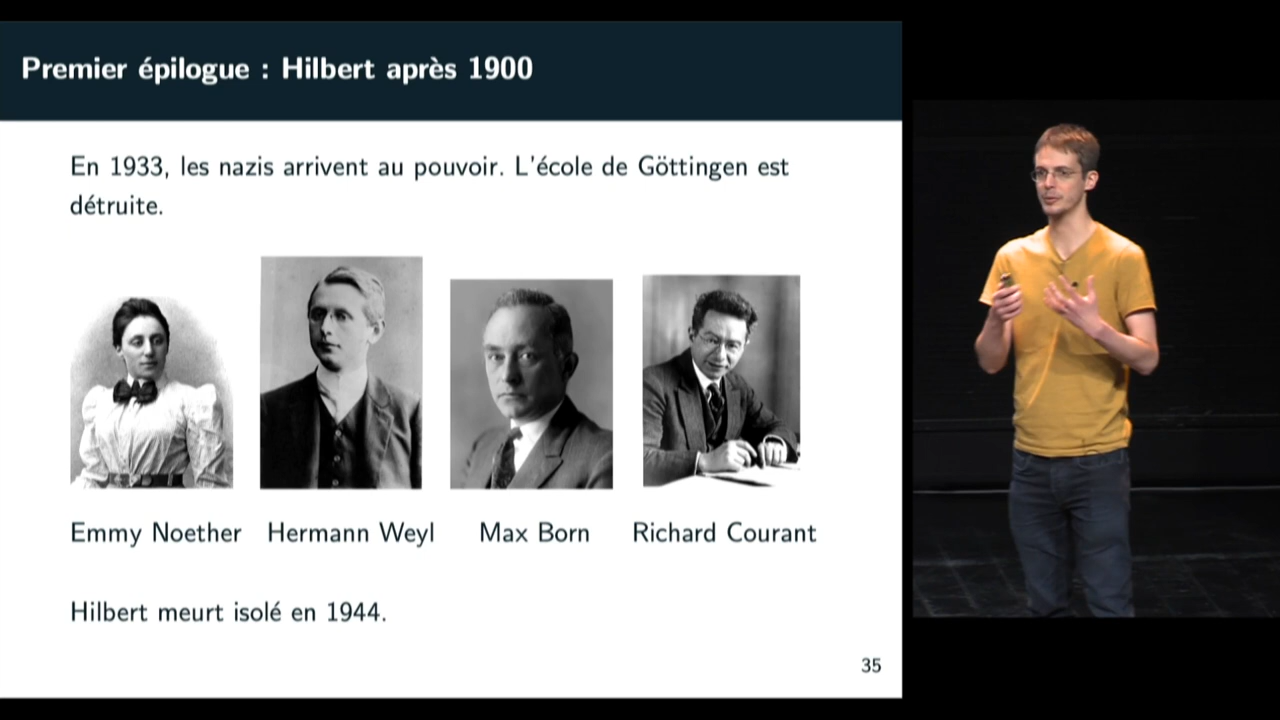 Premier épilogue : Hilbert après 1900
En 1933, les nazis arrivent au pouvoir. L'école de Göttingen est
détruite.
Emmy Noether Hermann Weyl Max Born Richard Courant
Hilbert meurt isolé en 1944.
35